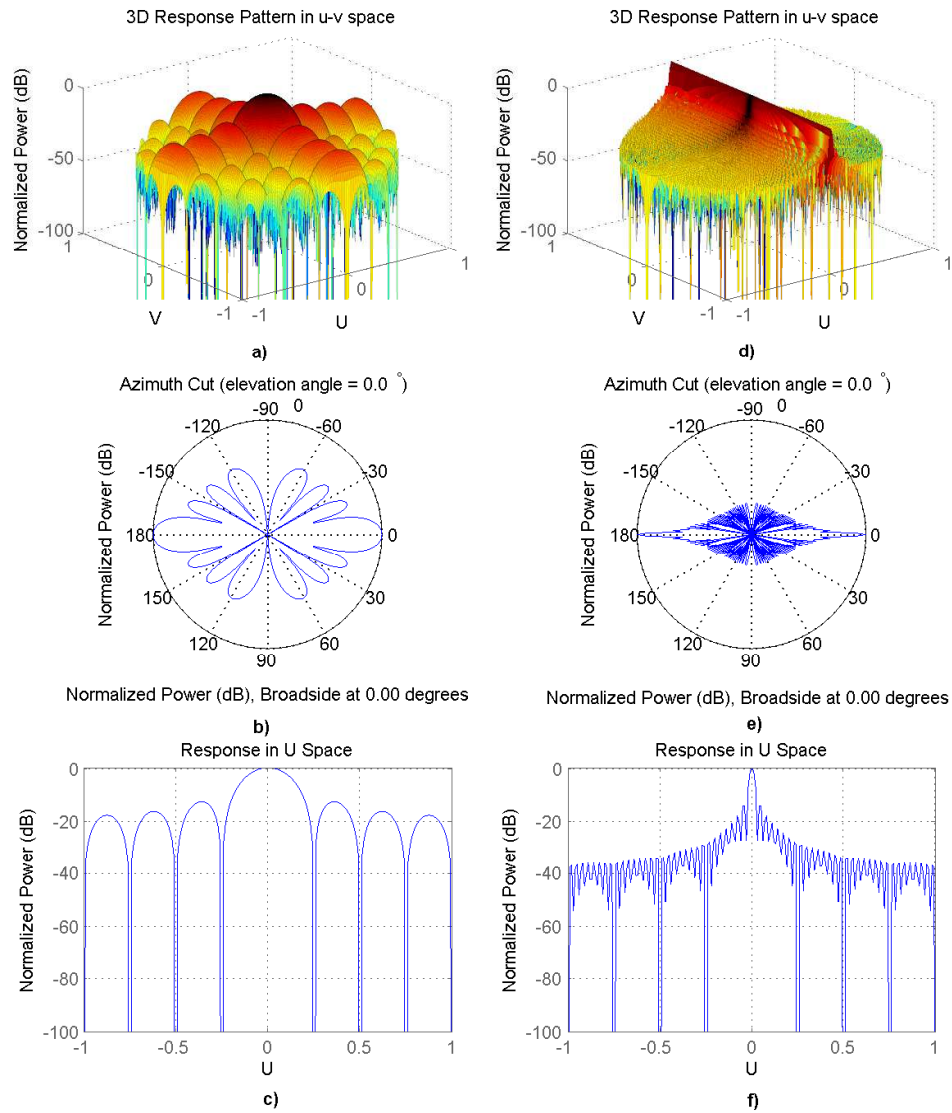 3D Response Pattern in u-v space
Normalized Power (dB)
0
-50
-100
1
0
-1
-1
0
1
V
U
a)
3D Response Pattern in u-v space
Normalized Power (dB)
0
-50
-100
1
0
-1
-1
0
1
V
U
d)
Azimuth Cut (elevation angle = 0.0 °)
Normalized Power (dB)
-90
0
-120
-60
-150
-30
180
0
150
30
120
60
90
Normalized Power (dB), Broadside at 0.00 degrees
b)
Azimuth Cut (elevation angle = 0.0 °)
Normalized Power (dB)
-90
0
-120
-60
-150
-30
180
0
150
30
120
60
90
Normalized Power (dB), Broadside at 0.00 degrees
e)
Response in U Space
Normalized Power (dB)
0
-20
-40
-60
-80
-100
-1
-0.5
0
0.5
1
U
c)
Response in U Space
Normalized Power (dB)
0
-20
-40
-60
-80
-100
-1
-0.5
0
0.5
1
U
f)